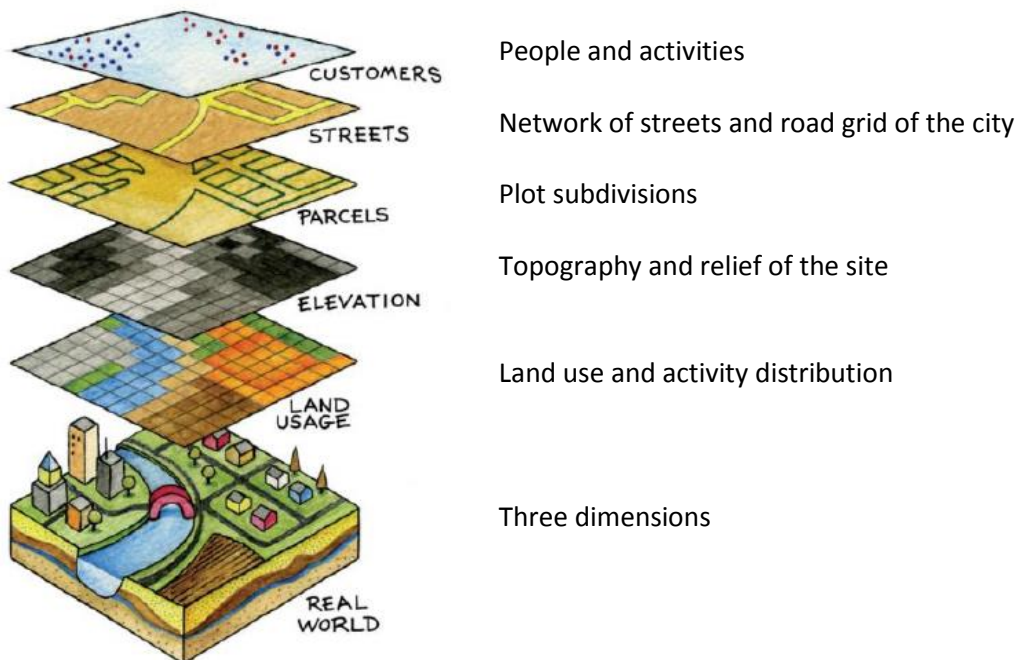 People and activities
CUSTOMERS
Network of streets and road grid of the city
STREETS
Plot subdivisions
PARCELS
Topography and relief of the site
ELEVATION
Land use and activity distribution
LAND
USAGE
Three dimensions
REAL
WORLD